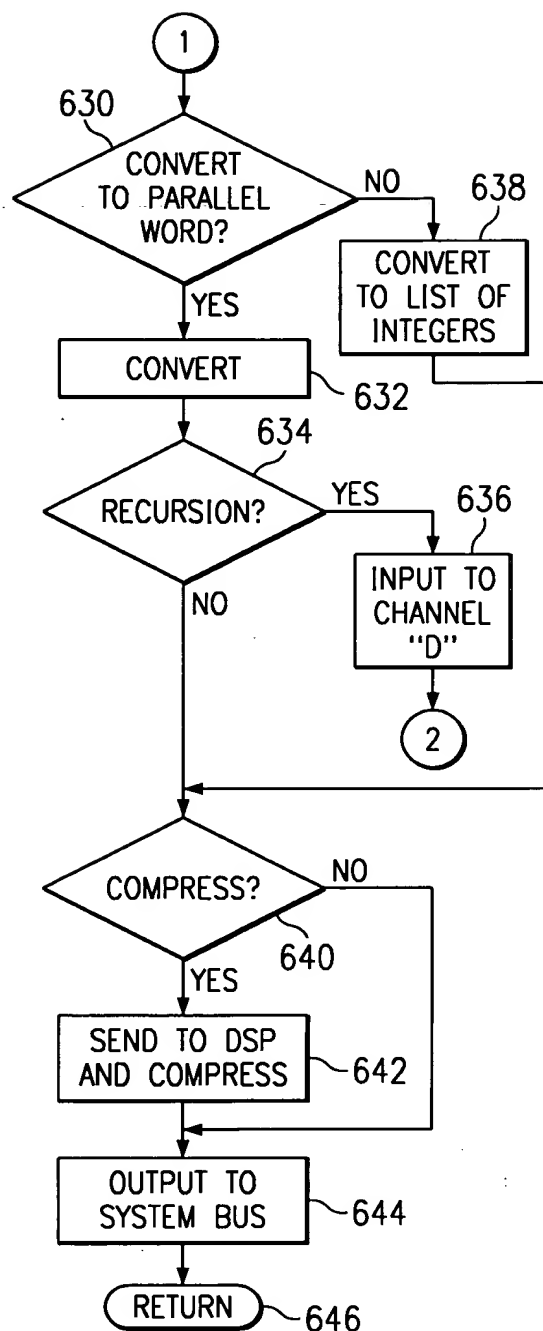 1
630
CONVERT
TO PARALLEL
WORD?
NO
638
CONVERT
TO LIST OF
INTEGERS
YES
CONVERT
632
634
RECURSION?
YES
636
INPUT TO
CHANNEL
"D"
NO
2
COMPRESS?
NO
640
YES
SEND TO DSP
AND COMPRESS
642
OUTPUT TO
SYSTEM BUS
644
RETURN
646